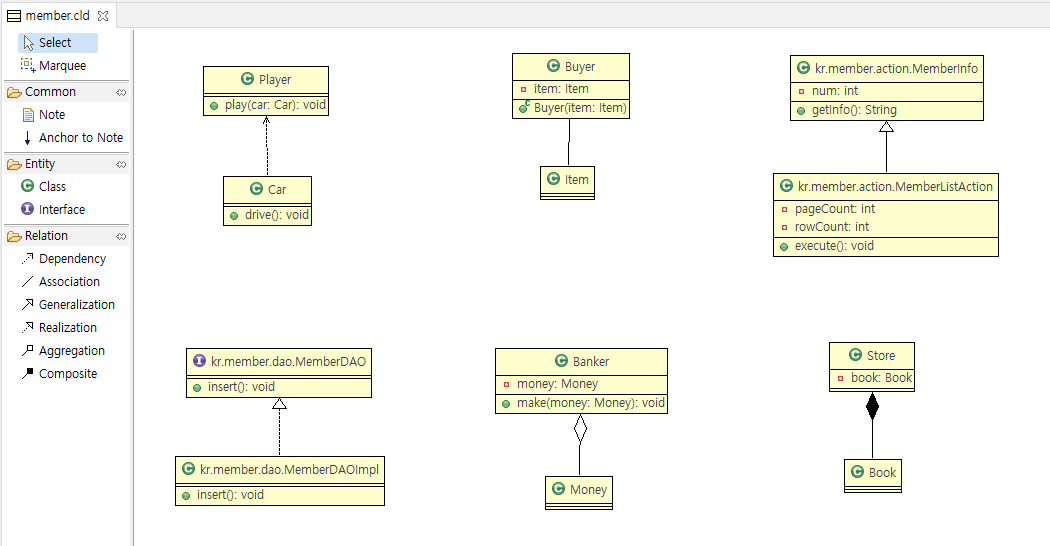 member.cld
Select
Marquee
Common
Note
Anchor to Note
Entity
Class
Interface
Relation
Dependency
Association
Generalization
Realization
Aggregation
Composite
Player
play(car: Car): void
Car
drive(): void
Buyer
item: Item
Buyer(item: Item)
Item
kr.member.action.MemberInfo
num: int
getInfo(): String
kr.member.action.MemberListAction
pageCount: int
rowCount: int
execute(): void
kr.member.dao.MemberDAO
insert(): void
kr.member.dao.MemberDAOImpl
insert(): void
Banker
money: Money
make(money: Money): void
Money
Store
book: Book
Book